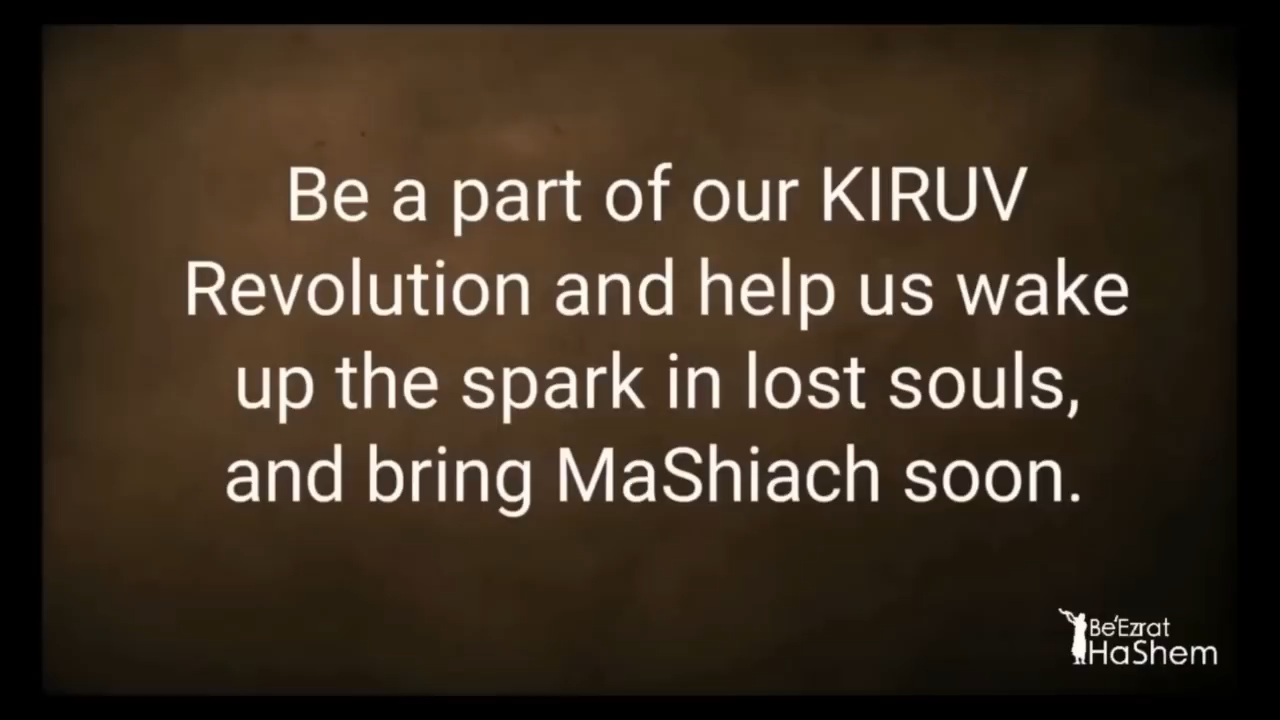 Be a part of our KIRUV
Revolution and help us wake
up the spark in lost souls,
and bring MaShiach soon.
Be'Ezrat
HaShem